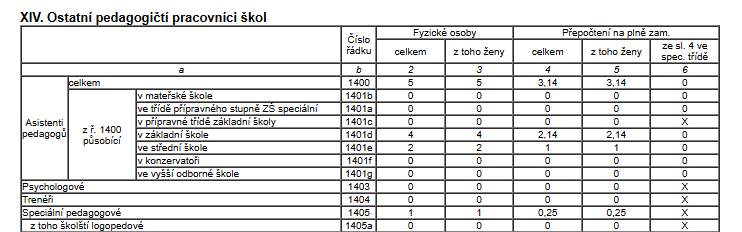 XIV. Ostatní pedagogičtí pracovníci škol
Číslo řádku Fyzické osoby Přepočtení na plně zam.
celkem z toho ženy celkem z toho ženy ze sl. 4 ve spec. třídě
a b 2 3 4 5 6
Asistenti pedagogů celkem 1400 5 5 3,14 3,14 0
z ř. 1400 působící v mateřské škole 1401b 0 0 0 0 0
ve třídě přípravného stupně ZŠ speciální 1401a 0 0 0 0 0
v přípravné třídě základní školy 1401c 0 0 0 0 X
v základní škole 1401d 4 4 2,14 2,14 0
ve střední škole 1401e 2 2 1 1 0
v konzervatoři 1401f 0 0 0 0 0
ve vyšší odborné škole 1401g 0 0 0 0 0
Psychologové 1403 0 0 0 0 X
Trenéři 1404 0 0 0 0 X
Speciální pedagogové 1405 1 1 0,25 0,25 X
z toho školští logopedové 1405a 0 0 0 0 X